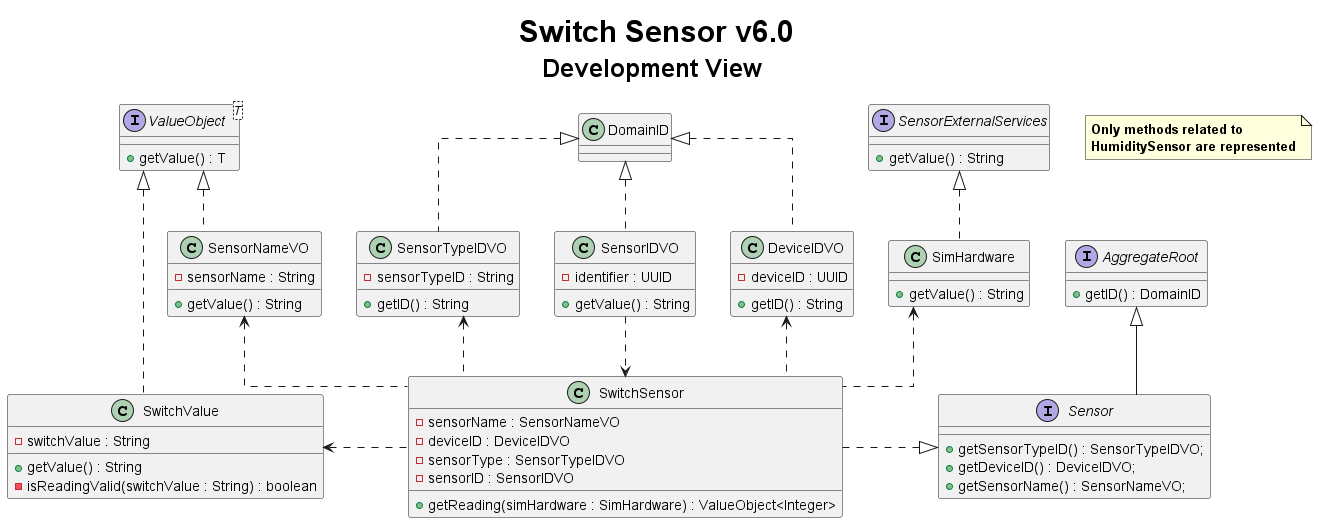 Switch Sensor v6.0
Development View
I ValueObject T
getValue() : T
C DomainID
I SensorExternalServices
getValue() : String
Only methods related to
HumiditySensor are represented
C SensorNameVO
sensorName : String
getValue() : String
C SensorTypeIDVO
sensorTypeID : String
getID() : String
C SensorIDVO
identifier : UUID
getValue() : String
C DeviceIDVO
deviceID : UUID
getID() : String
C SimHardware
getValue() : String
I AggregateRoot
getID() : DomainID
C SwitchValue
switchValue : String
getValue() : String
isReadingValid(switchValue : String) : boolean
C SwitchSensor
sensorName : SensorNameVO
deviceID : DeviceIDVO
sensorType : SensorTypeIDVO
sensorID : SensorIDVO
getReading(simHardware : SimHardware) : ValueObject<Integer>
I Sensor
getSensorTypeID() : SensorTypeIDVO;
getDeviceID() : DeviceIDVO;
getSensorName() : SensorNameVO;